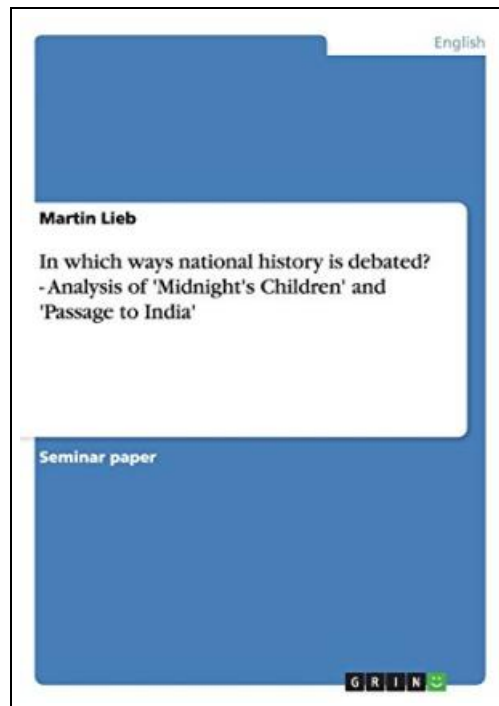 English
Martin Lieb
In which ways national history is debated?
- Analysis of 'Midnight's Children' and
'Passage to India'
Seminar paper
GRIN